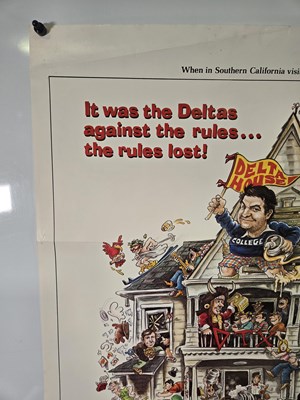 When in Southern California visi
It was the Deltas
against the rules...
the rules lost!
DELTA
HOUSE
COLLEGE